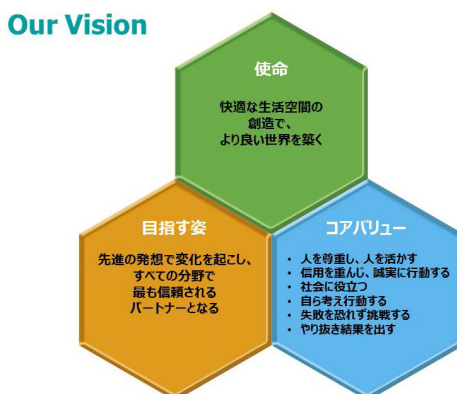 Our Vision
使命
快適な生活空間の
創造で、
より良い世界を築く
目指す姿
先進の発想で変化を起こし、
すべての分野で
最も信頼される
パートナーとなる
コアバリュー
• 人を尊重し、人を活かす
• 信用を重んじ、誠実に行動する
• 社会に役立つ
• 自ら考え行動する
• 失敗を恐れず挑戦する
• やり抜き結果を出す